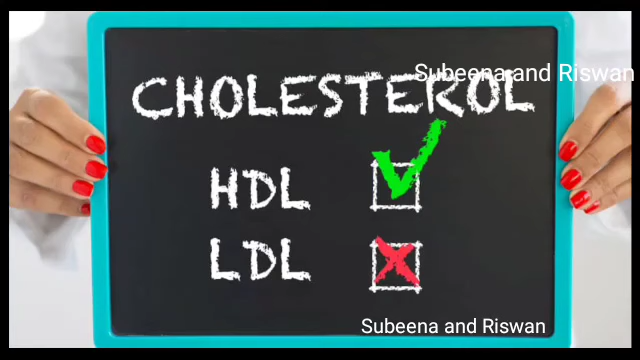 Subeena and Riswan
CHOLESTEROL
HDL
LDL
Subeena and Riswan